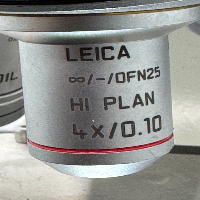 LEICA
∞/-/OFN25
HI PLAN
4X/0.10